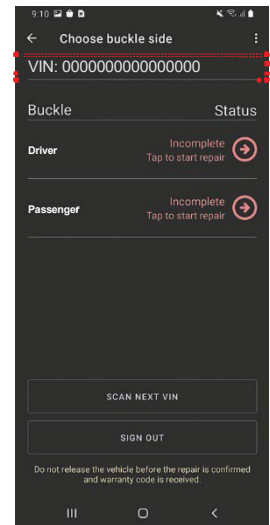 9:10
Choose buckle side
VIN: 0000000000000000
Buckle Status
Driver Incomplete
Tap to start repair
Passenger Incomplete
Tap to start repair
SCAN NEXT VIN
SIGN OUT
Do not release the vehicle before the repair is confirmed
and warranty code is received.